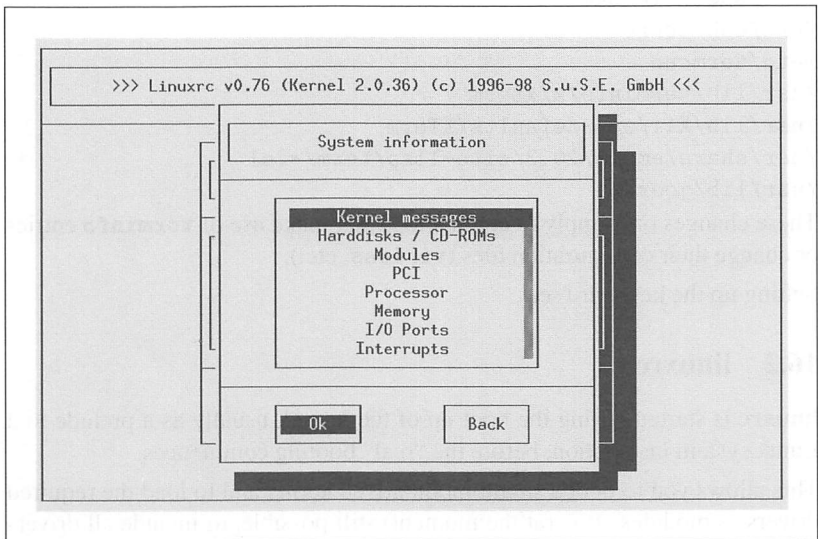 >>> Linuxrc v0.76 (Kernel 2.0.36) (c) 1996-98 S.u.S.E. GmbH <<<
System information
Kernel messages
Harddisks / CD-ROMs
Modules
PCI
Processor
Memory
I/O Ports
Interrupts
Ok Back